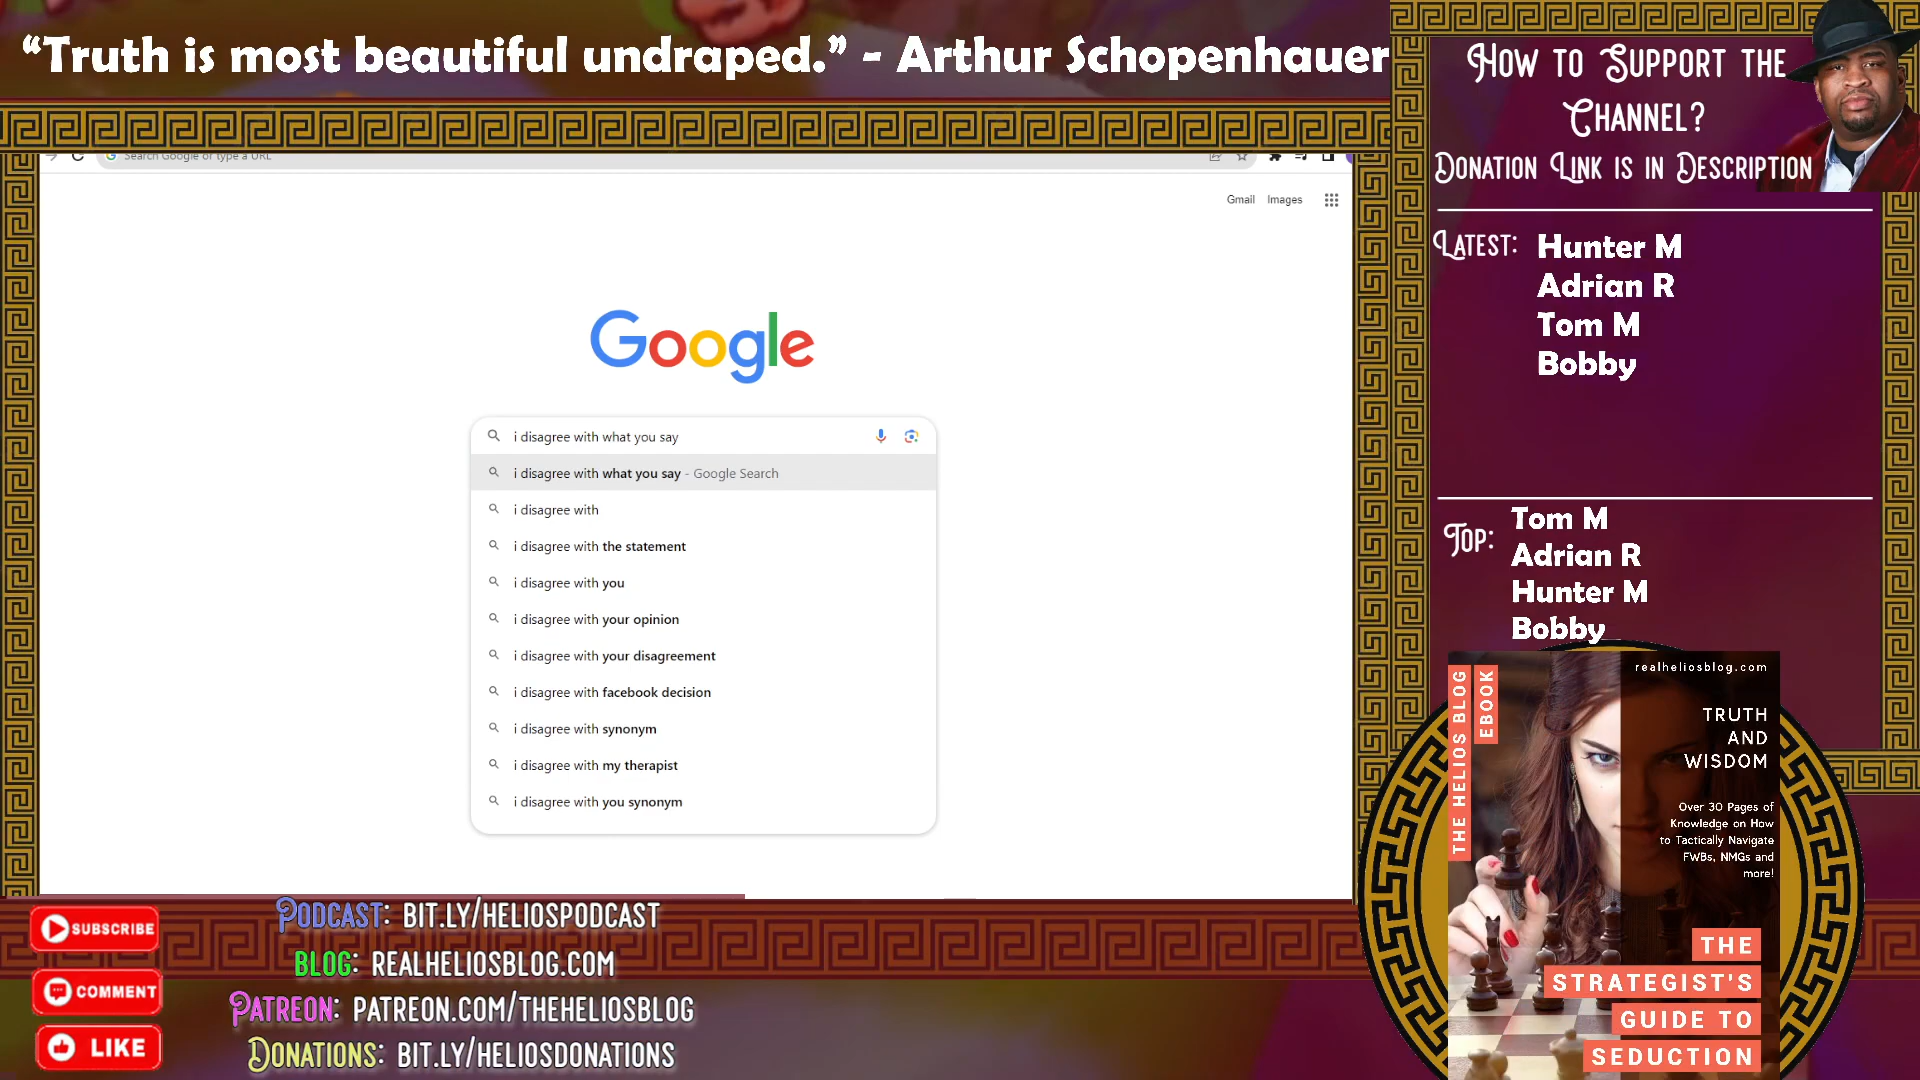 “Truth is most beautiful undraped.” - Arthur Schopenhauer
Search Google or type a URL
Gmail Images
Google
i disagree with what you say
i disagree with what you say - Google Search
i disagree with
i disagree with the statement
i disagree with you
i disagree with your opinion
i disagree with your disagreement
i disagree with facebook decision
i disagree with synonym
i disagree with my therapist
i disagree with you synonym
How to Support the
Channel?
Donation Link is in Description
Latest:
Hunter M
Adrian R
Tom M
Bobby
Top:
Tom M
Adrian R
Hunter M
Bobby
THE HELIOS BLOG
EBOOK
realheliosblog.com
TRUTH
AND
WISDOM
Over 30 Pages of
Knowledge on How
to Tactically Navigate
FWBs, NMGs and
more!
THE
STRATEGIST'S
GUIDE TO
SEDUCTION
SUBSCRIBE
COMMENT
LIKE
Podcast: bit.ly/heliospodcast
Blog: realheliosblog.com
Patreon: patreon.com/theheliosblog
Donations: bit.ly/heliosdonations